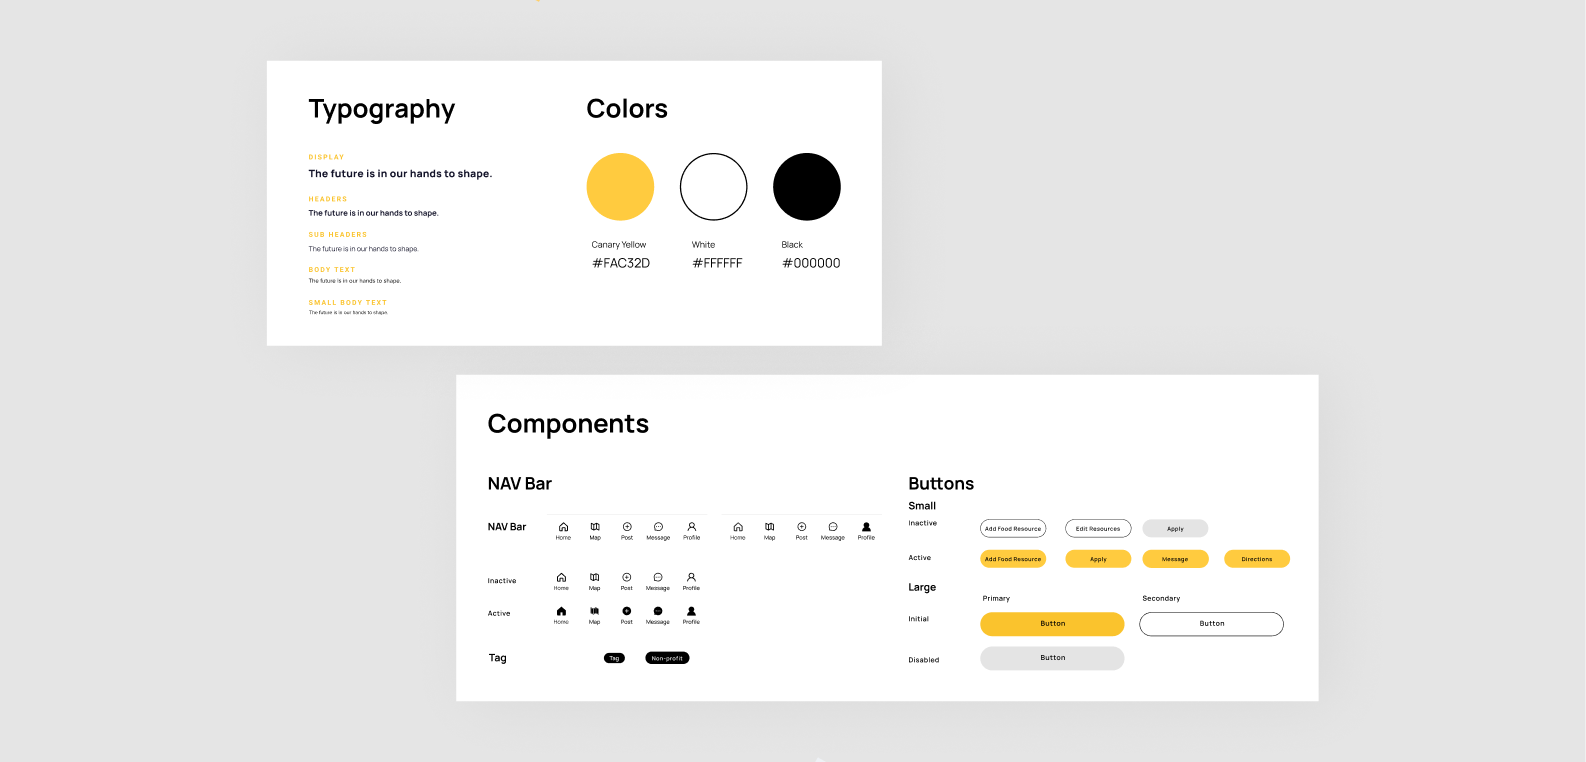 Typography
DISPLAY
The future is in our hands to shape.
HEADERS
The future is in our hands to shape.
SUB HEADERS
The future is in our hands to shape.
BODY TEXT
The future is in our hands to shape.
SMALL BODY TEXT
The future is in our hands to shape.
Colors
Canary Yellow
#FAC32D
White
#FFFFFF
Black
#000000
Components
NAV Bar
NAV Bar
Home Map Post Message Profile
Home Map Post Message Profile
Inactive
Home Map Post Message Profile
Active
Home Map Post Message Profile
Tag
Tag
Non-profit
Buttons
Small
Inactive
Add Food Resource
Edit Resources
Apply
Active
Add Food Resource
Apply
Message
Directions
Large
Primary
Secondary
Initial
Button
Button
Disabled
Button